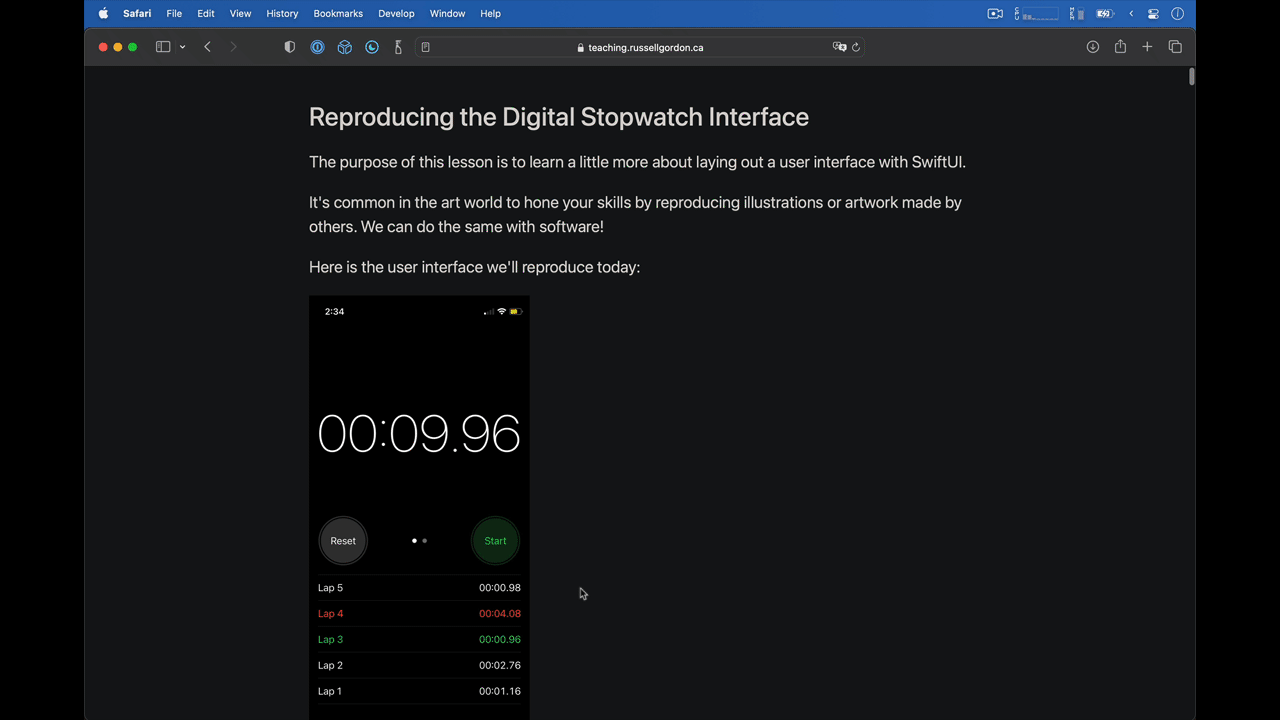 Safari File Edit View History Bookmarks Develop Window Help
teaching.russellgordon.ca
Reproducing the Digital Stopwatch Interface
The purpose of this lesson is to learn a little more about laying out a user interface with SwiftUI.
It's common in the art world to hone your skills by reproducing illustrations or artwork made by
others. We can do the same with software!
Here is the user interface we'll reproduce today:
2:34
00:09.96
Reset Start
Lap 5 00:00.98
Lap 4 00:04.08
Lap 3 00:00.96
Lap 2 00:02.76
Lap 1 00:01.16